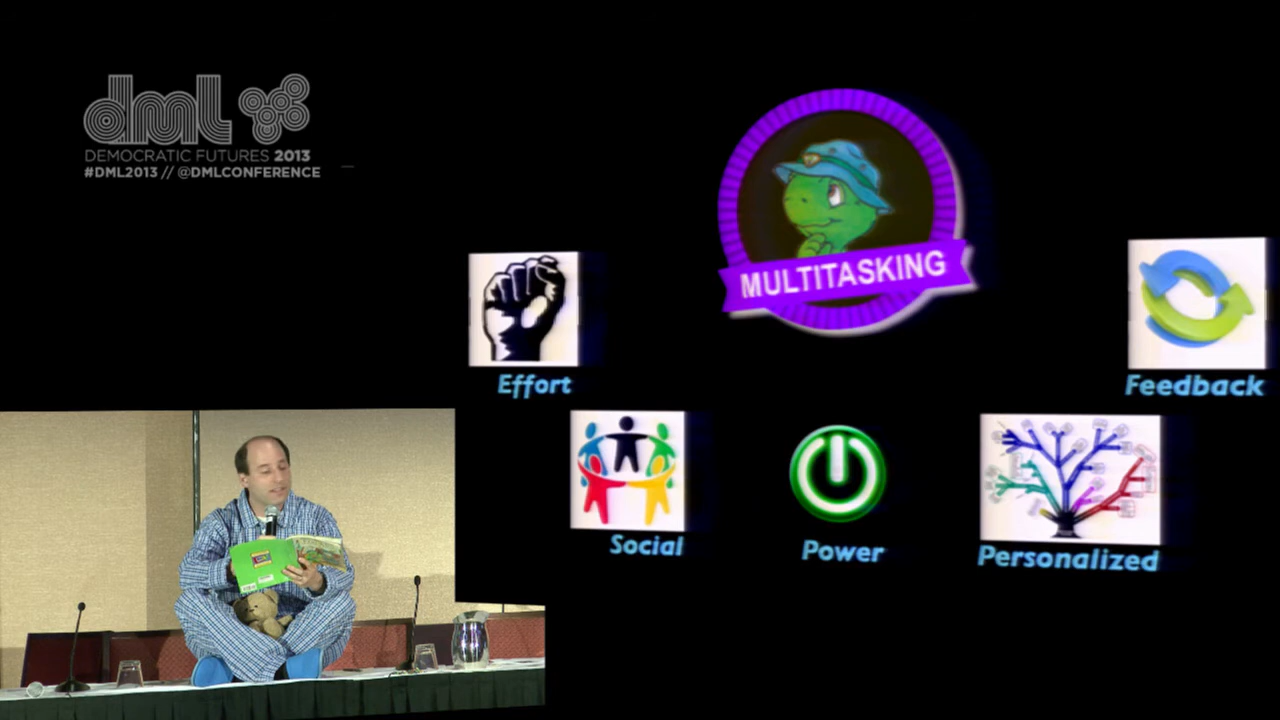 dml
DEMOCRATIC FUTURES 2013
#DML2013 // @DMLCONFERENCE
MULTITASKING
Effort
Feedback
Social
Power
Personalized